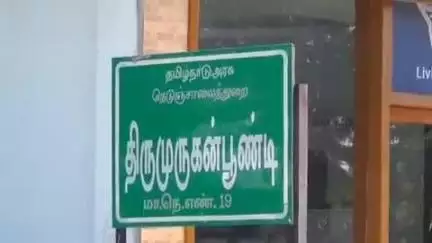 தமிழ்நாடுஅரசு
நெடுஞ்சாலைத்துறை
திருமுருகன்பூண்டி
மா.நெ.எண். 19